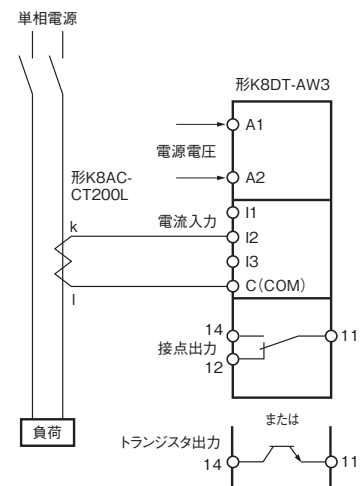 単相電源
形K8DT-AW3
A1
電源電圧
A2
形K8AC-
CT200L
I1
k
電流入力
I2
I3
l
C（COM）
14
接点出力
11
12
または
負荷
トランジスタ出力
14
11